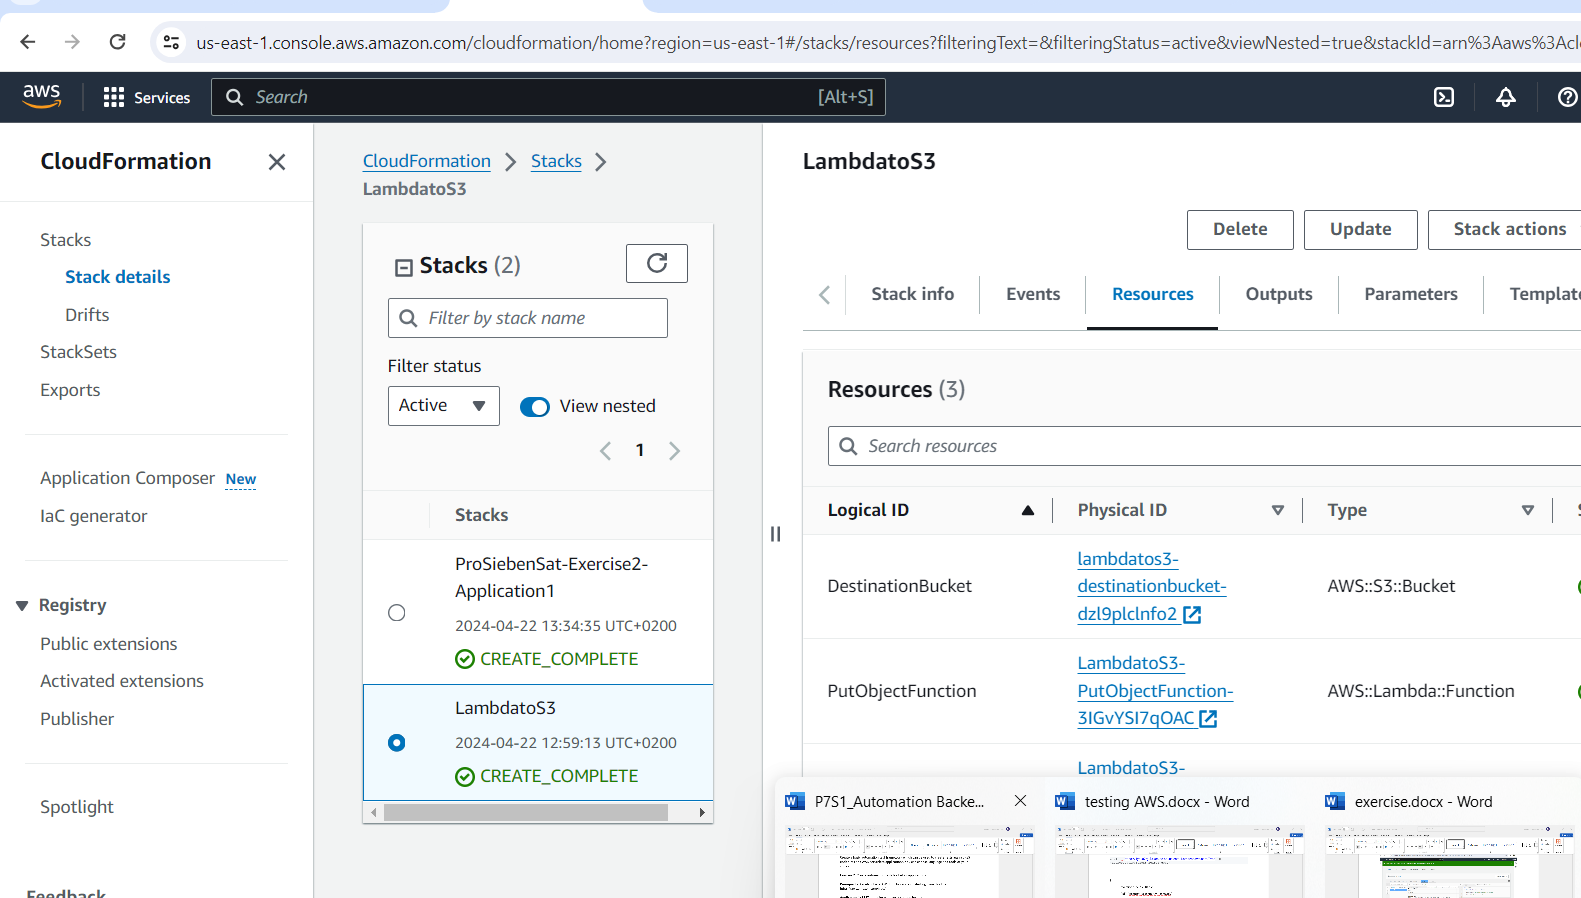 us-east-1.console.aws.amazon.com/cloudformation/home?region=us-east-1#/stacks/resources?filteringText=&filteringStatus=active&viewNested=true&stackId=arn%3Aaws%3Acl
aws
Services
Search
[Alt+S]
CloudFormation
Stacks
Stack details
Drifts
StackSets
Exports
Application Composer New
IaC generator
Registry
Public extensions
Activated extensions
Publisher
Spotlight
Feedback
CloudFormation
Stacks
LambdatoS3
Stacks (2)
Filter by stack name
Filter status
Active
View nested
1
Stacks
ProSiebenSat-Exercise2-
Application1
2024-04-22 13:34:35 UTC+0200
CREATE_COMPLETE
LambdatoS3
2024-04-22 12:59:13 UTC+0200
CREATE_COMPLETE
LambdatoS3
Delete
Update
Stack actions
Stack info
Events
Resources
Outputs
Parameters
Template
Resources (3)
Search resources
Logical ID
Physical ID
Type
DestinationBucket
lambdatos3-
destinationbucket-
dzl9plclnfo2
AWS::S3::Bucket
PutObjectFunction
LambdatoS3-
PutObjectFunction-
3IGvYSI7qOAC
AWS::Lambda::Function
LambdatoS3-
P7S1_Automation Backe...
testing AWS.docx - Word
exercise.docx - Word